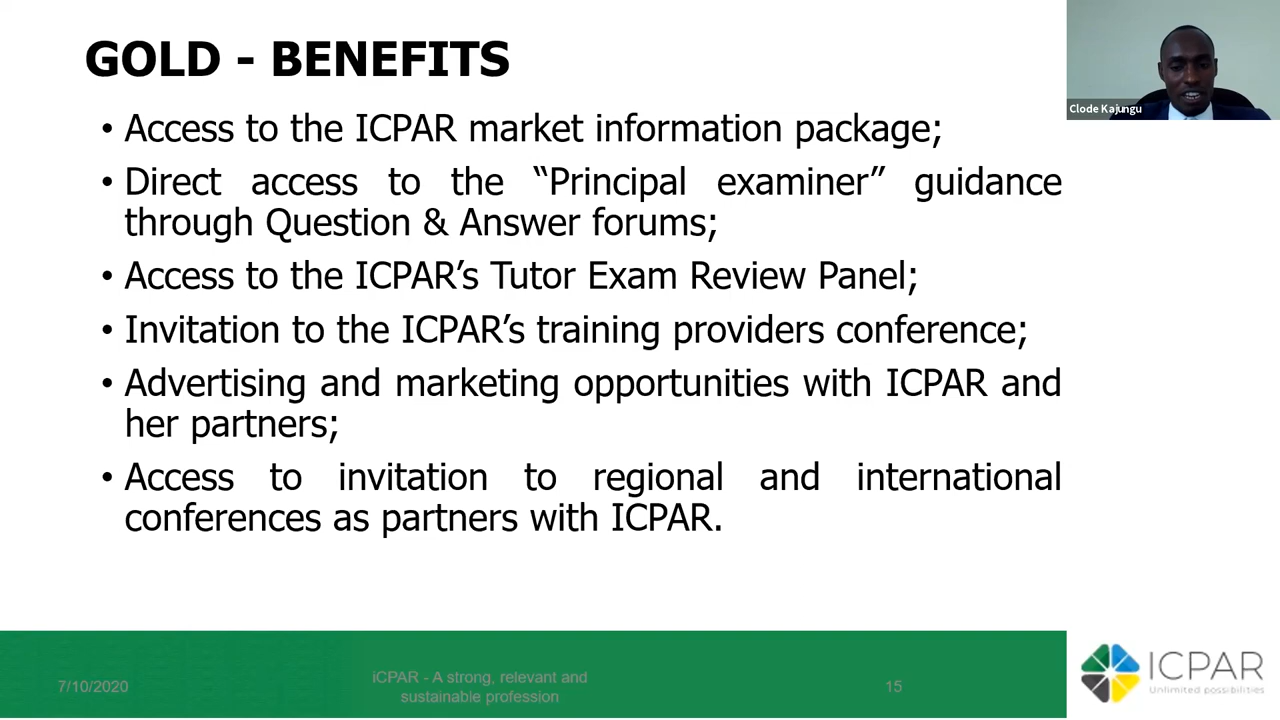 GOLD - BENEFITS
Clode Kajungu
• Access to the ICPAR market information package;
• Direct access to the “Principal examiner” guidance
through Question & Answer forums;
• Access to the ICPAR’s Tutor Exam Review Panel;
• Invitation to the ICPAR’s training providers conference;
• Advertising and marketing opportunities with ICPAR and
her partners;
• Access to invitation to regional and international
conferences as partners with ICPAR.
7/10/2020
iCPAR - A strong, relevant and
sustainable profession
15
ICPAR
Unlimited possibilities